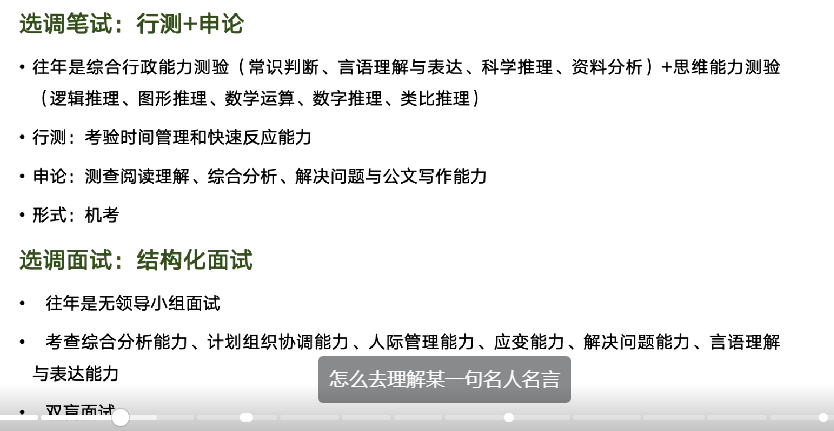 选调笔试：行测+申论
• 往年是综合行政能力测验（常识判断、言语理解与表达、科学推理、资料分析）+思维能力测验
（逻辑推理、图形推理、数学运算、数字推理、类比推理）
• 行测：考验时间管理和快速反应能力
• 申论：测查阅读理解、综合分析、解决问题与公文写作能力
• 形式：机考
选调面试：结构化面试
• 往年是无领导小组面试
• 考查综合分析能力、计划组织协调能力、人际管理能力、应变能力、解决问题能力、言语理解
与表达能力
怎么去理解某一句名人名言
• 双盲面试